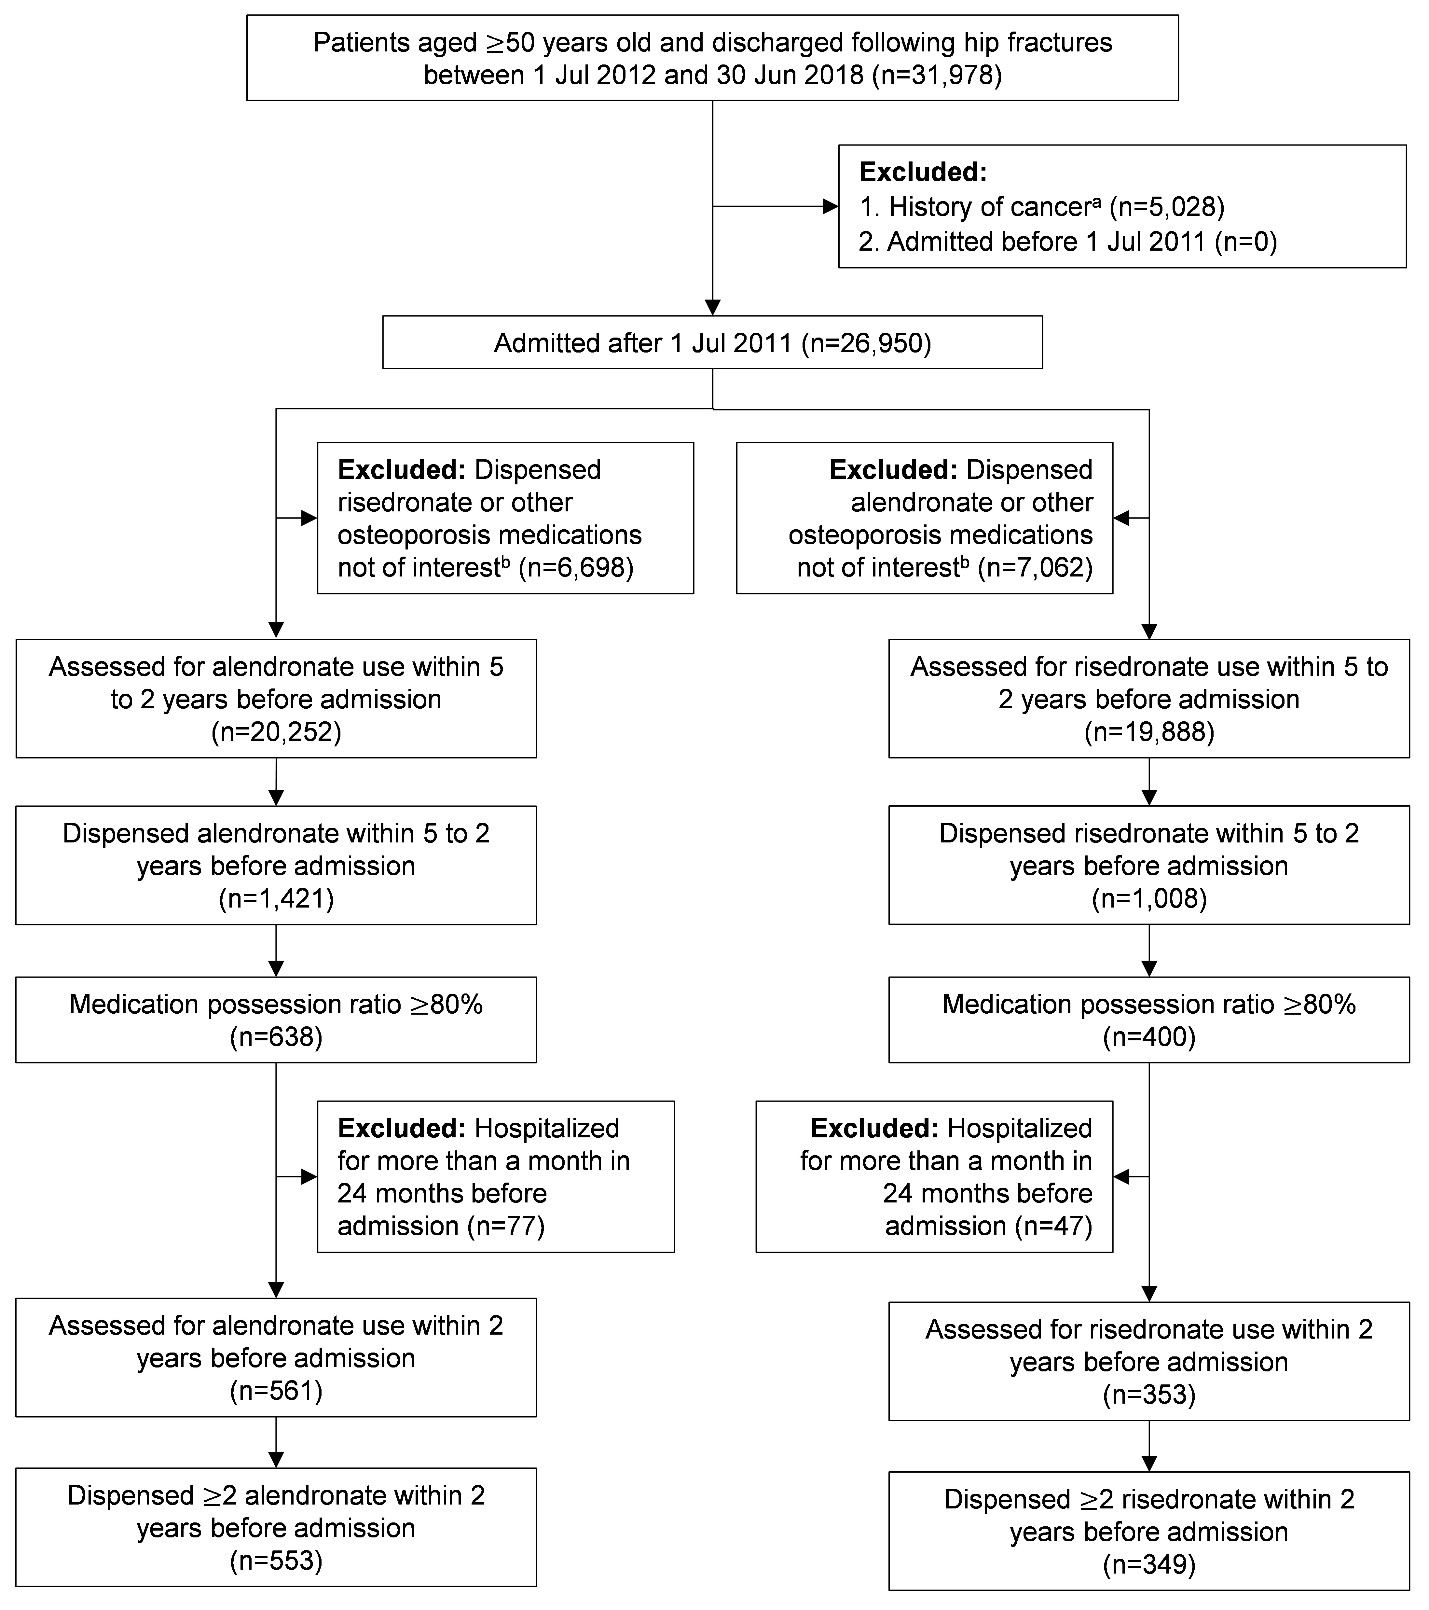 Patients aged ≥50 years old and discharged following hip fractures
between 1 Jul 2012 and 30 Jun 2018 (n=31,978)
Excluded:
1. History of cancerᵃ (n=5,028)
2. Admitted before 1 Jul 2011 (n=0)
Admitted after 1 Jul 2011 (n=26,950)
Excluded: Dispensed
risedronate or other
osteoporosis medications
not of interestᵇ (n=6,698)
Excluded: Dispensed
alendronate or other
osteoporosis medications
not of interestᵇ (n=7,062)
Assessed for alendronate use within 5
to 2 years before admission
(n=20,252)
Assessed for risedronate use within 5 to
2 years before admission
(n=19,888)
Dispensed alendronate within 5 to 2
years before admission
(n=1,421)
Dispensed risedronate within 5 to 2
years before admission
(n=1,008)
Medication possession ratio ≥80%
(n=638)
Medication possession ratio ≥80%
(n=400)
Excluded: Hospitalized
for more than a month in
24 months before
admission (n=77)
Excluded: Hospitalized
for more than a month in
24 months before
admission (n=47)
Assessed for alendronate use within 2
years before admission
(n=561)
Assessed for risedronate use within 2
years before admission
(n=353)
Dispensed ≥2 alendronate within 2
years before admission
(n=553)
Dispensed ≥2 risedronate within 2
years before admission
(n=349)